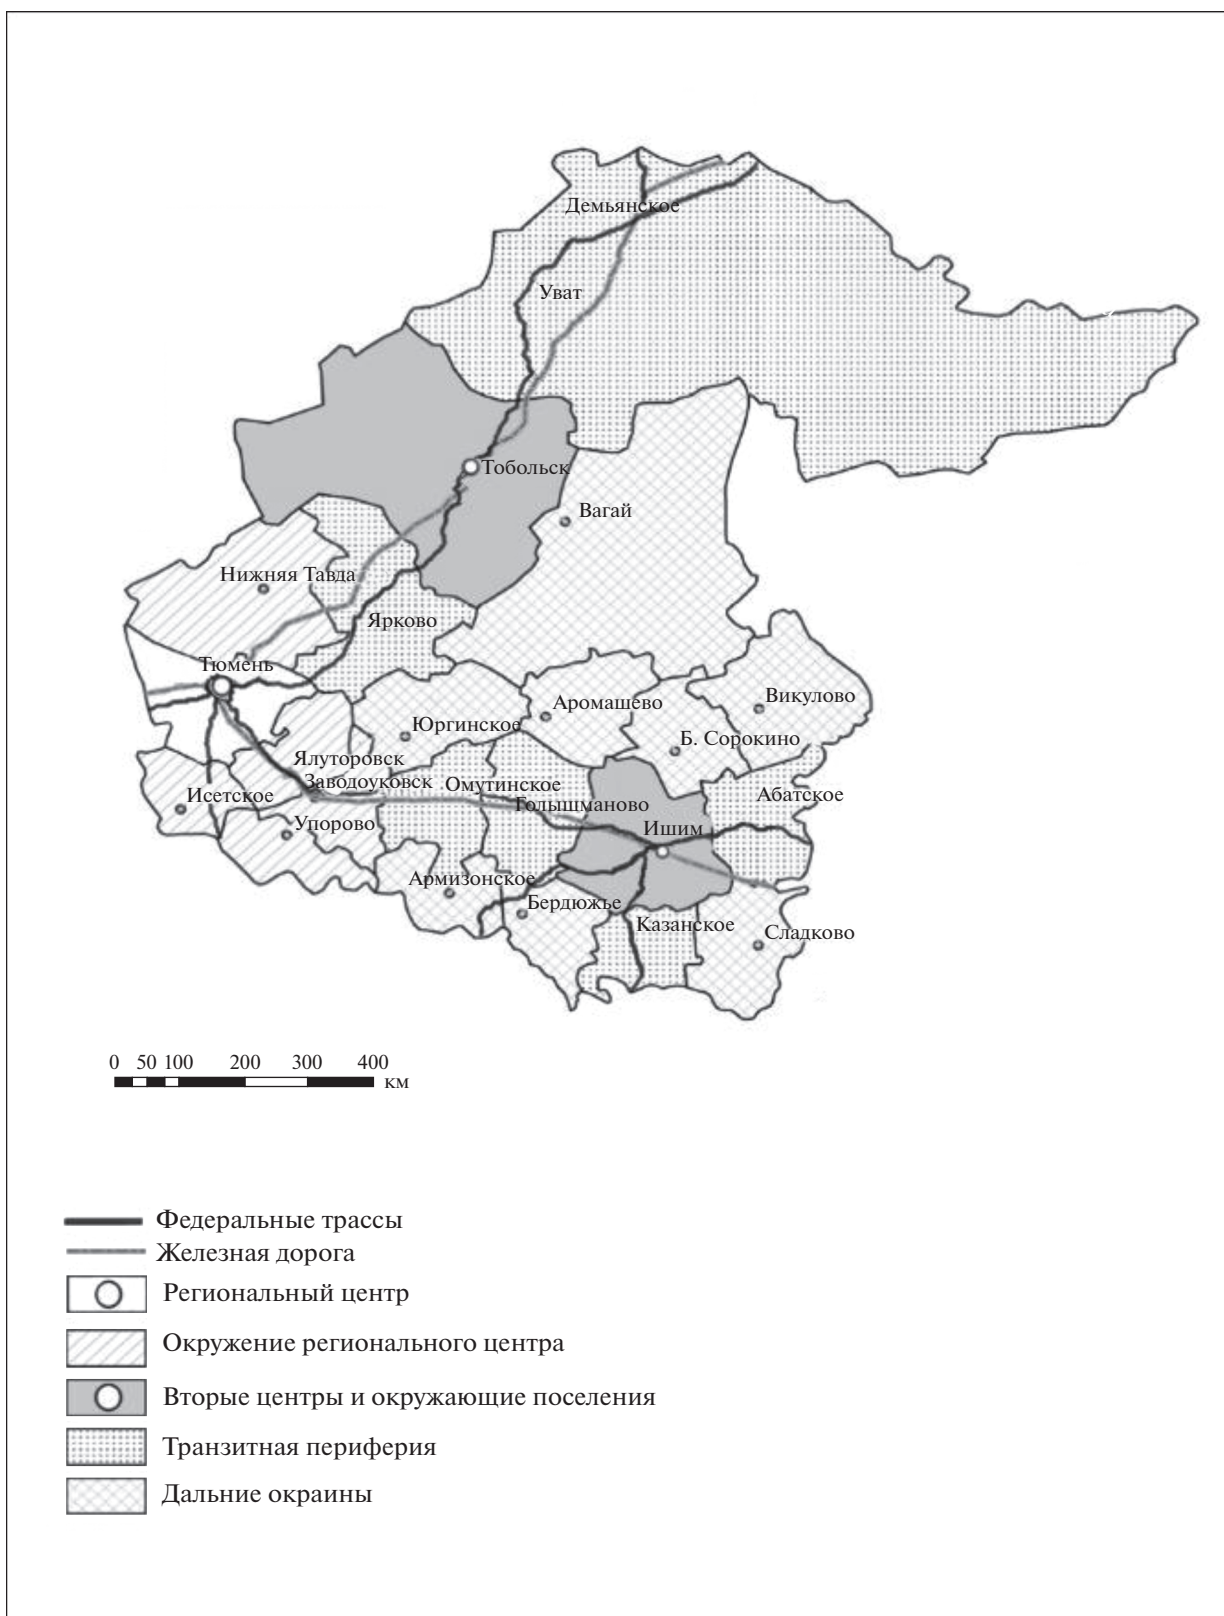 Демьянское
Уват
Тобольск
Вагай
Нижняя Тавда
Ярково
Тюмень
Викулово
Аромашево
Юргинское
Б. Сорокино
Ялуторовск
Заводоуковск
Омутинское
Исетское
Абатское
Голышманово
Упорово
Ишим
Армизонское
Бердюжье
Казанское
Сладково
0 50 100 200 300 400
км
Федеральные трассы
Железная дорога
Региональный центр
Окружение регионального центра
Вторые центры и окружающие поселения
Транзитная периферия
Дальние окраины